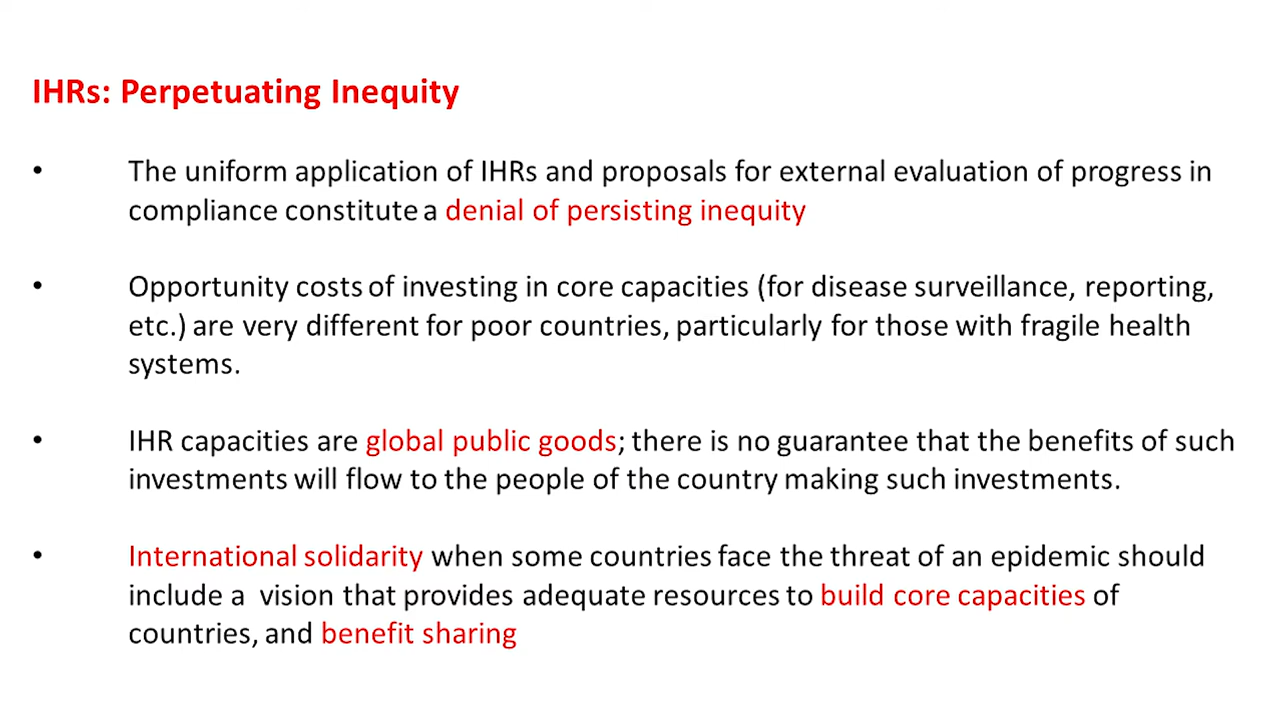 IHRs: Perpetuating Inequity
• The uniform application of IHRs and proposals for external evaluation of progress in
compliance constitute a denial of persisting inequity
• Opportunity costs of investing in core capacities (for disease surveillance, reporting,
etc.) are very different for poor countries, particularly for those with fragile health
systems.
• IHR capacities are global public goods; there is no guarantee that the benefits of such
investments will flow to the people of the country making such investments.
• International solidarity when some countries face the threat of an epidemic should
include a vision that provides adequate resources to build core capacities of
countries, and benefit sharing